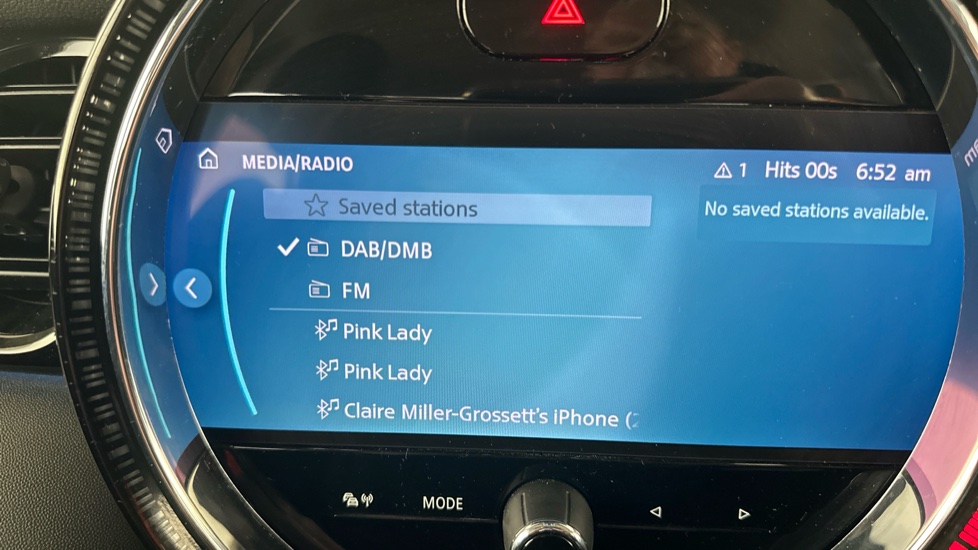 MEDIA/RADIO
1 Hits 00s 6:52 am
Saved stations
No saved stations available.
DAB/DMB
FM
Pink Lady
Pink Lady
Claire Miller-Grossett's iPhone (
MODE